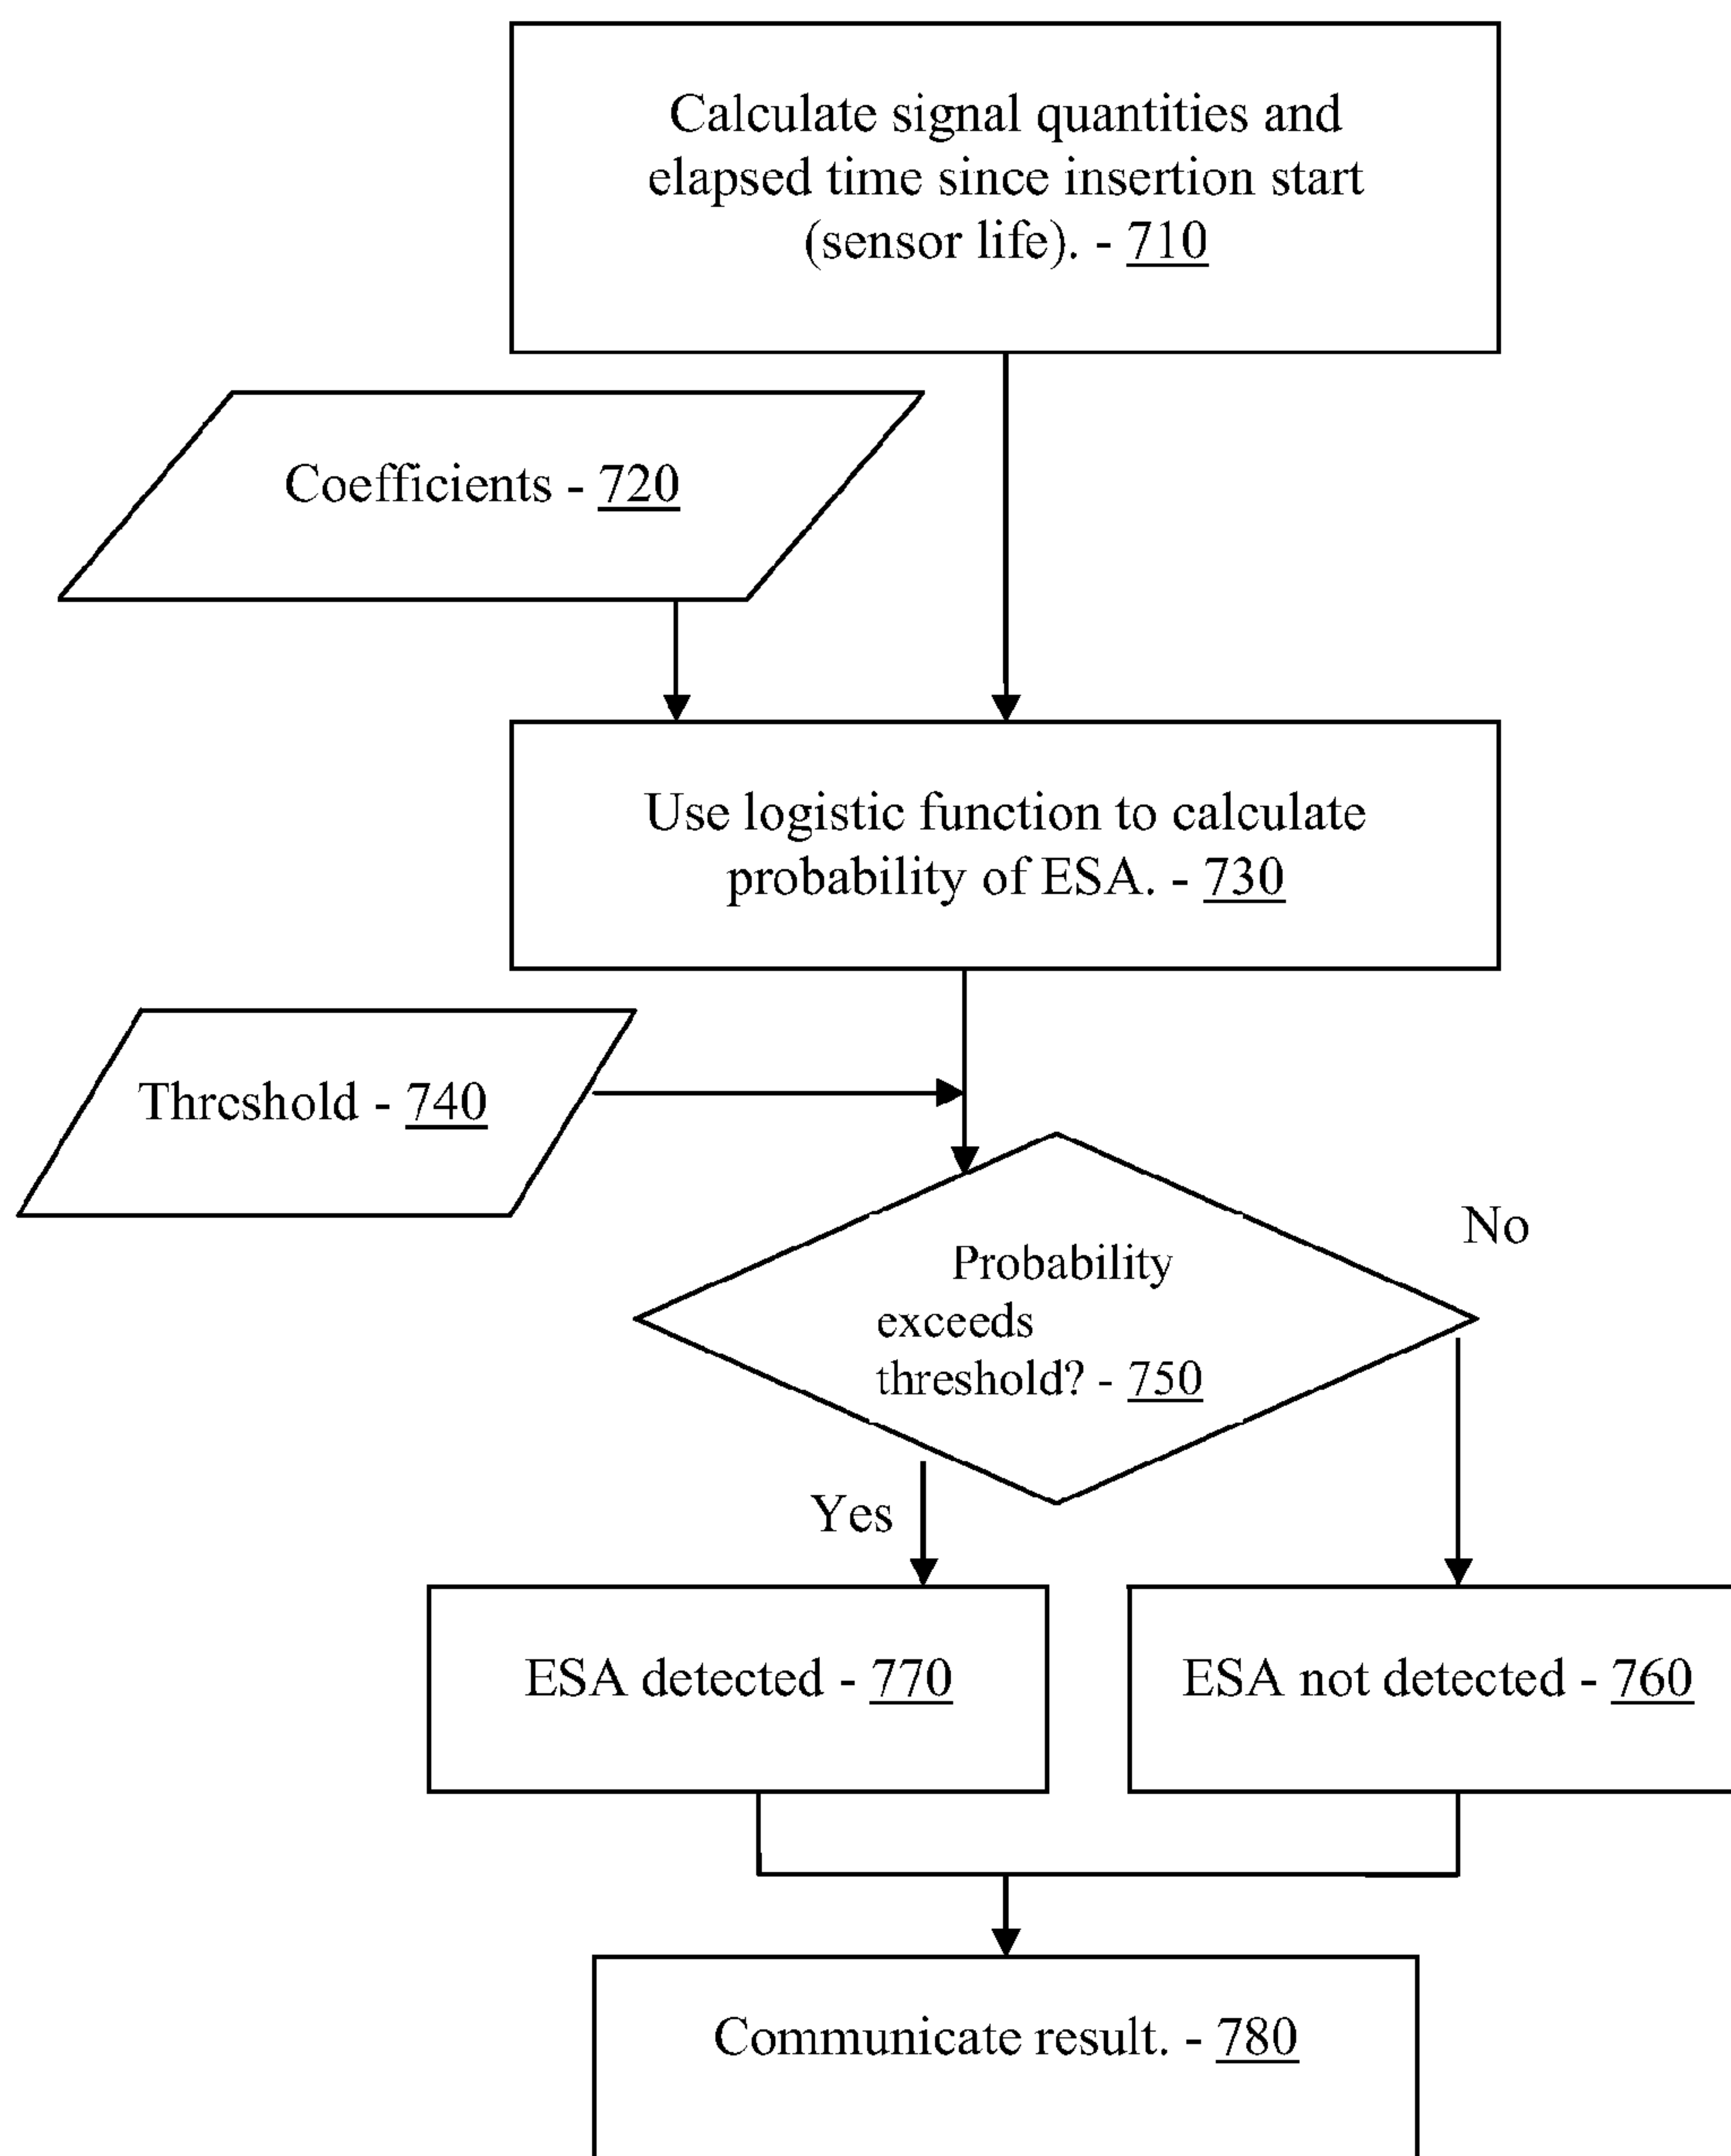 Calculate signal quantities and
elapsed time since insertion start
(sensor life). - 710
Coefficients - 720
Use logistic function to calculate
probability of ESA. - 730
Thrcshold - 740
Probability
exceeds
threshold? - 750
No
Yes
ESA detected - 770
ESA not detected - 760
Communicate result. - 780